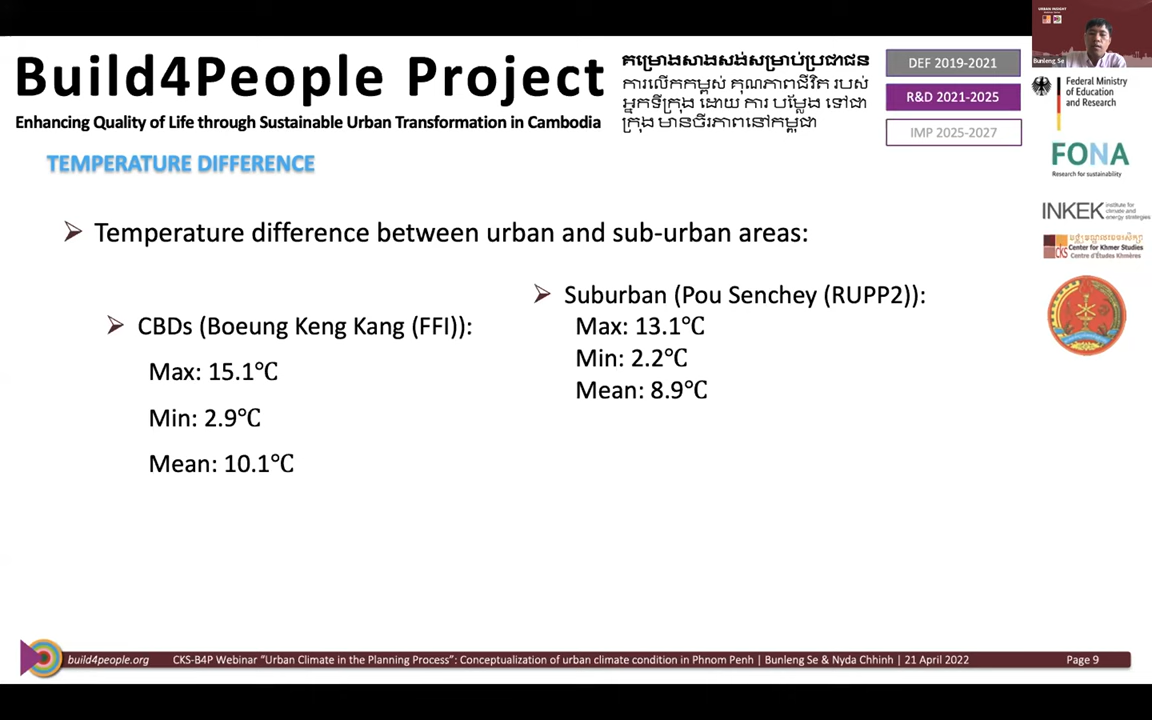 Build4People Project
Enhancing Quality of Life through Sustainable Urban Transformation in Cambodia
គម្រោងសាងសង់សម្រាប់ប្រជាជន
ការលើកកម្ពស់ គុណភាពជីវិត របស់
អ្នកទីក្រុង ដោយ ការ បម្លែង ទៅជា
ក្រុង មានចីរភាពនៅកម្ពុជា
DEF 2019-2021
R&D 2021-2025
IMP 2025-2027
Bunleng Se
Federal Ministry
of Education
and Research
FONA
Research for sustainability
INKEK institute for
climate and
energy strategies
CKS Center for Khmer Studies
Centre d'Études Khmères
TEMPERATURE DIFFERENCE
Temperature difference between urban and sub-urban areas:
CBDs (Boeung Keng Kang (FFI)):
Max: 15.1℃
Min: 2.9℃
Mean: 10.1℃
Suburban (Pou Senchey (RUPP2)):
Max: 13.1℃
Min: 2.2℃
Mean: 8.9℃
build4people.org
CKS-B4P Webinar “Urban Climate in the Planning Process”: Conceptualization of urban climate condition in Phnom Penh | Bunleng Se & Nyda Chhinh | 21 April 2022
Page 9